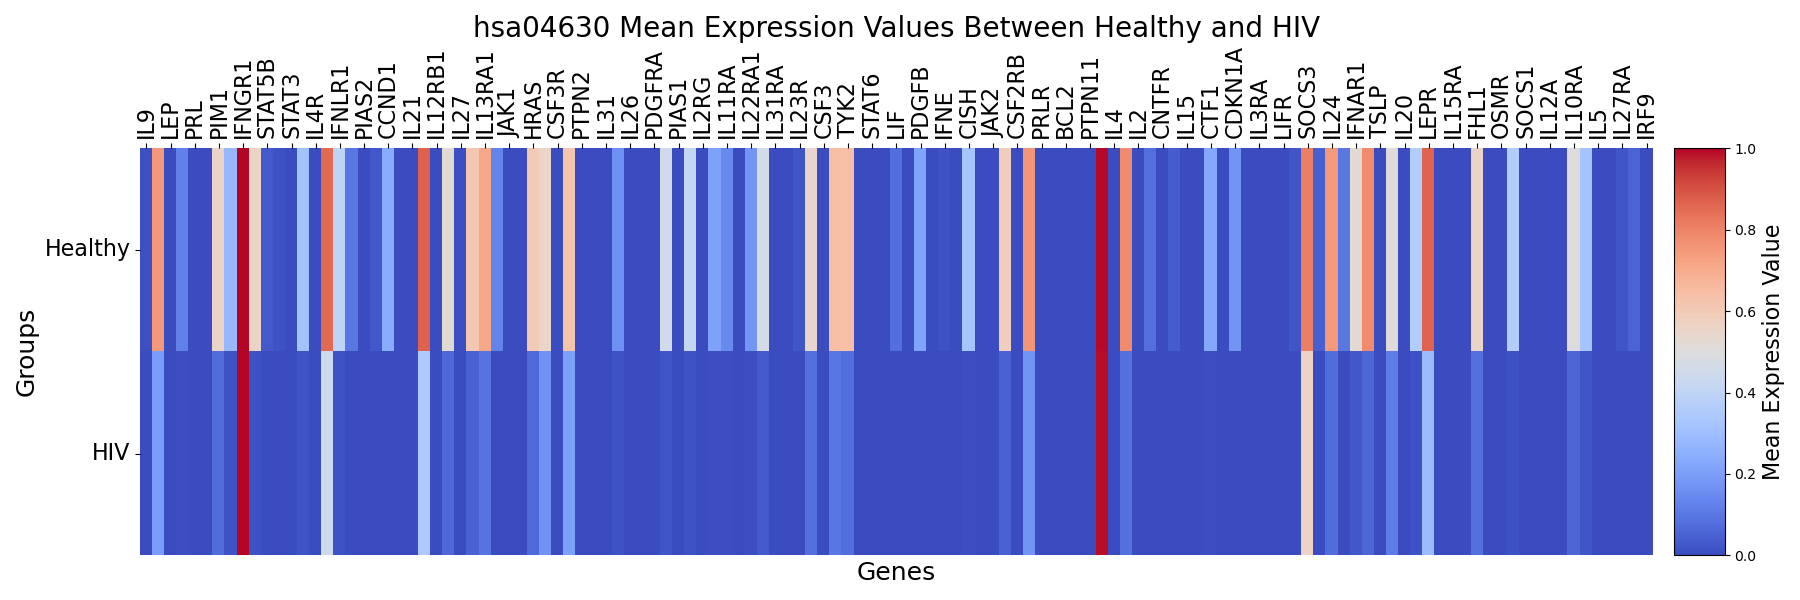 hsa04630 Mean Expression Values Between Healthy and HIV
IL9 LEP PRL PIM1 IFNGR1 STAT5B STAT3 IL4R IFNLR1 PIAS2 CCND1 IL21 IL12RB1 IL27 IL13RA1 JAK1 HRAS CSF3R PTPN2 IL31 IL26 PDGFRA PIAS1 IL2RG IL11RA IL22RA1 IL31RA IL23R CSF3 TYK2 STAT6 LIF PDGFB IFNE CISH JAK2 CSF2RB PRLR BCL2 PTPN11 IL4 IL2 CNTFR IL15 CTF1 CDKN1A IL3RA LIFR SOCS3 IL24 IFNAR1 TSLP IL20 LEPR IL15RA FHL1 OSMR SOCS1 IL12A IL10RA IL5 IL27RA IRF9
Healthy
HIV
Groups
Genes
1.0
0.8
0.6
0.4
0.2
0.0
Mean Expression Value